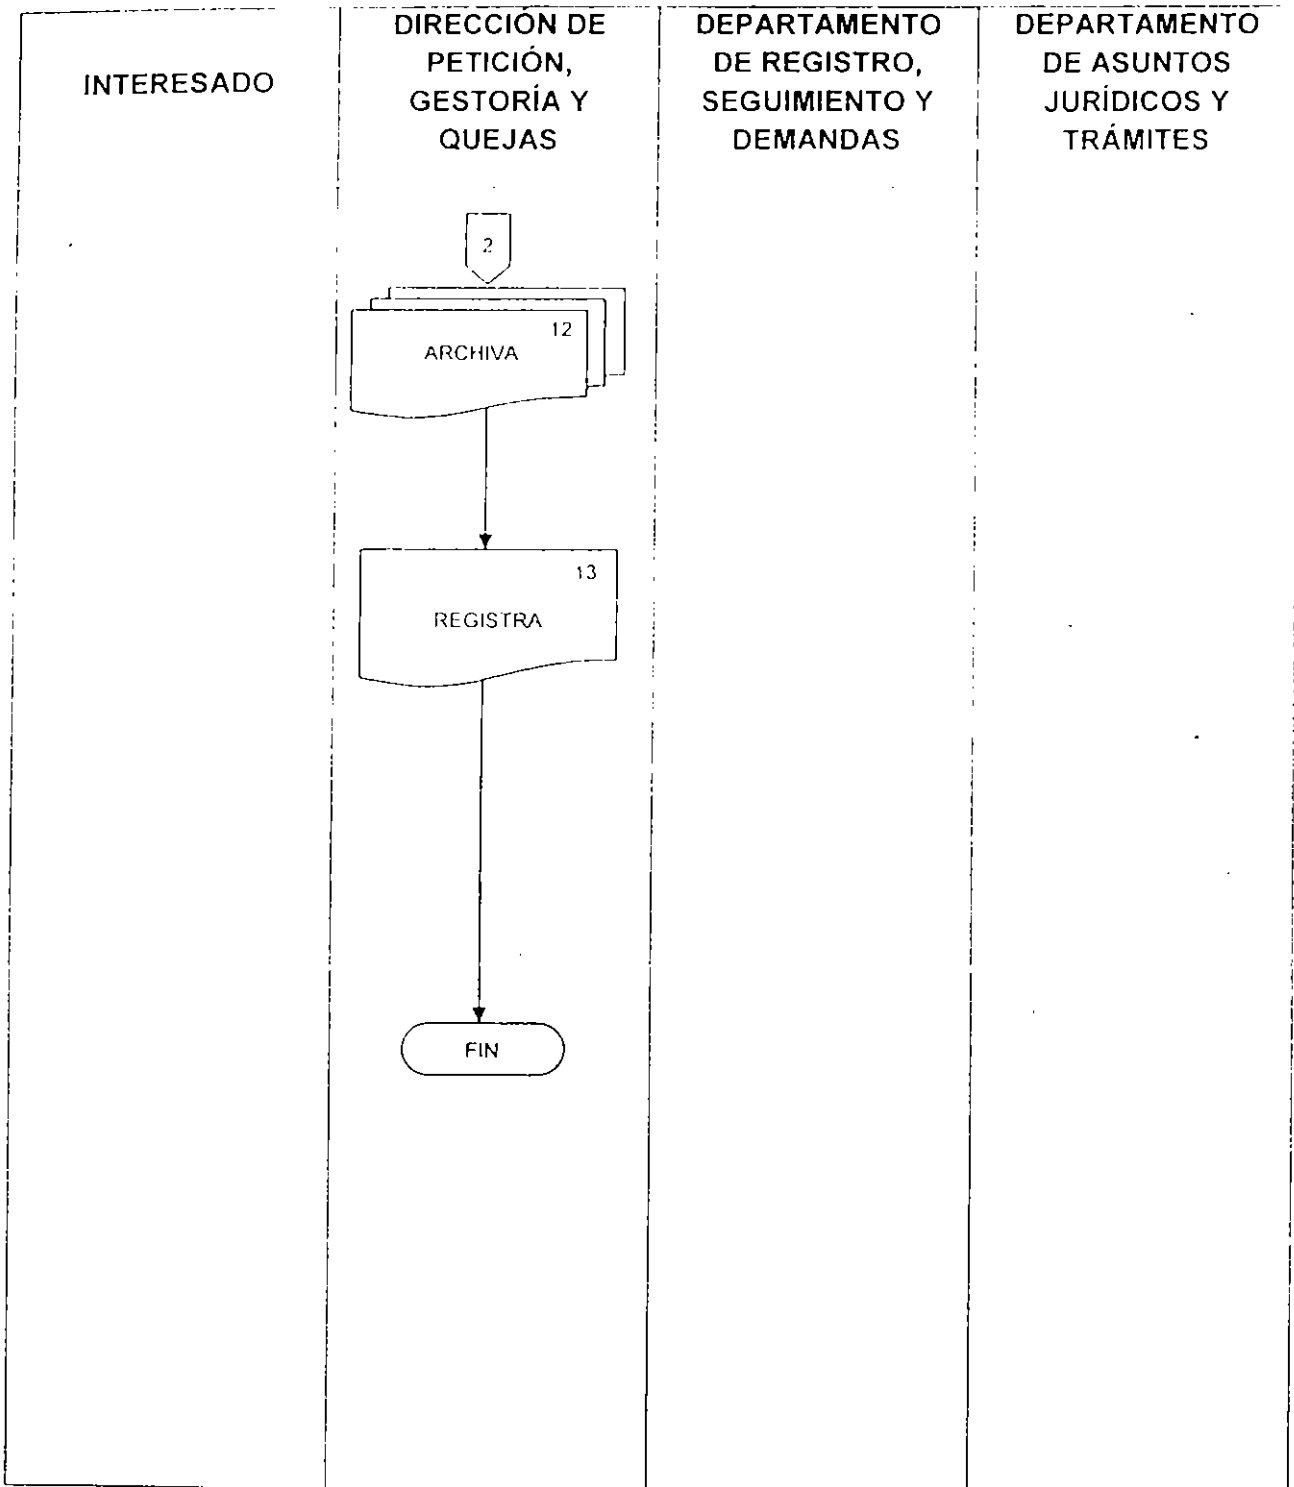 INTERESADO
DIRECCIÓN DE
PETICIÓN,
GESTORÍA Y
QUEJAS
DEPARTAMENTO
DE REGISTRO,
SEGUIMIENTO Y
DEMANDAS
DEPARTAMENTO
DE ASUNTOS
JURÍDICOS Y
TRÁMITES
2
12
ARCHIVA
13
REGISTRA
FIN